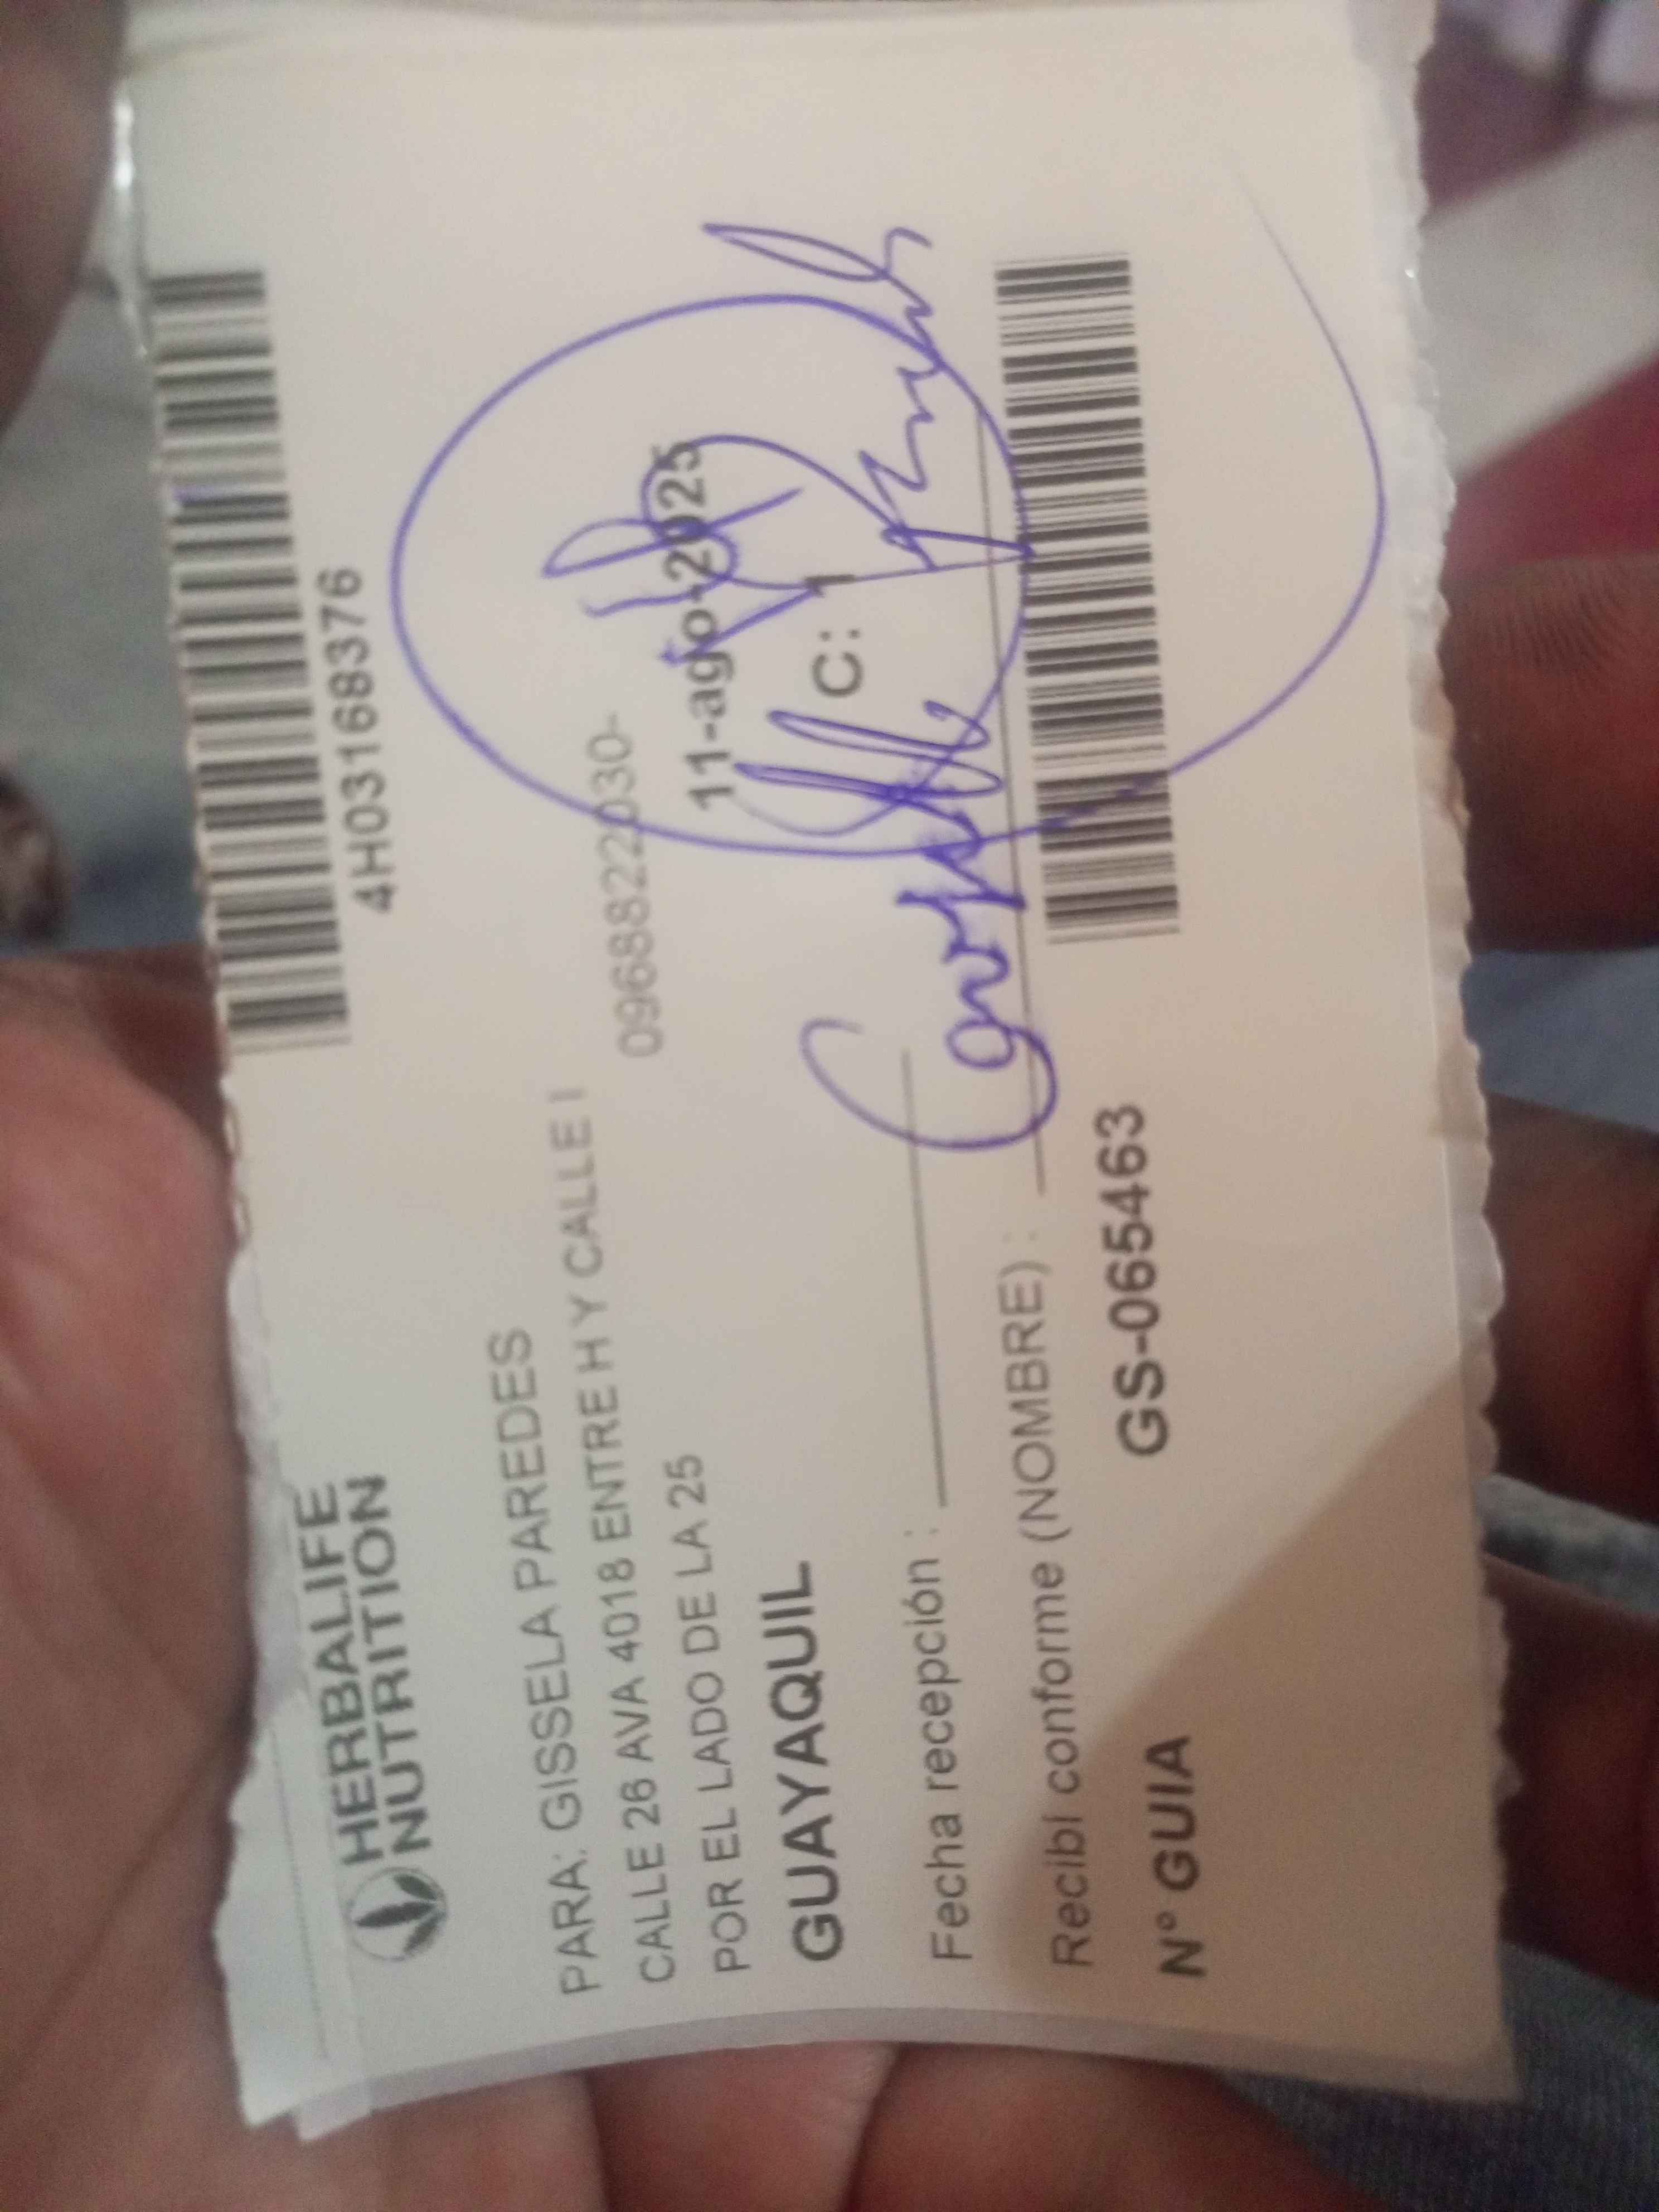 4H03168376
HERBALIFE
NUTRITION
PARA: GISSELA PAREDES
CALLE 26 AVA 4018 ENTRE H Y CALLE I
0968822030-
POR EL LADO DE LA 25
11-ago-2025
GUAYAQUIL
C: 1
Fecha recepción :
Recibí conforme (NOMBRE) :
N° GUIA GS-065463